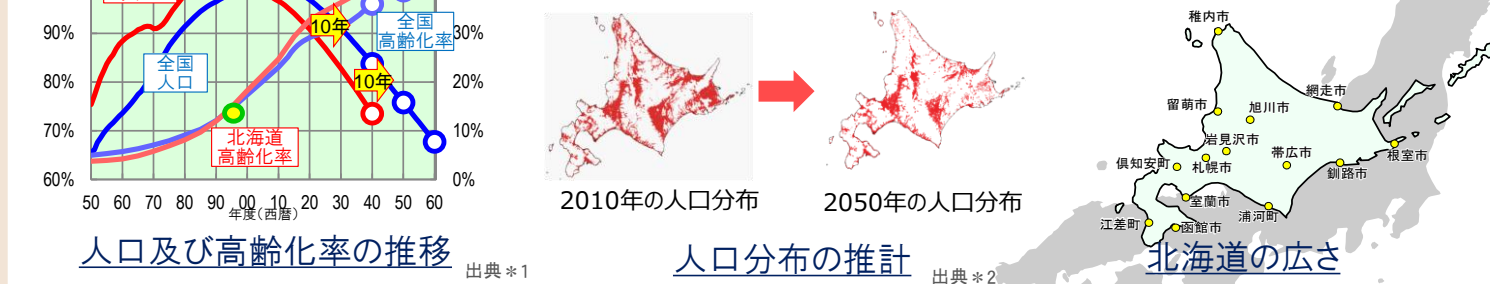 90%
80%
70%
60%
30%
20%
10%
0%
10年
10年
全国
高齢化率
全国
人口
北海道
高齢化率
50 60 70 80 90 00 10 20 30 40 50 60
年度(西暦)
人口及び高齢化率の推移
出典＊1
2010年の人口分布
2050年の人口分布
人口分布の推計
出典＊2
稚内市
網走市
留萌市
旭川市
岩見沢市
帯広市
根室市
倶知安町
札幌市
釧路市
室蘭市
浦河町
江差町
函館市
北海道の広さ